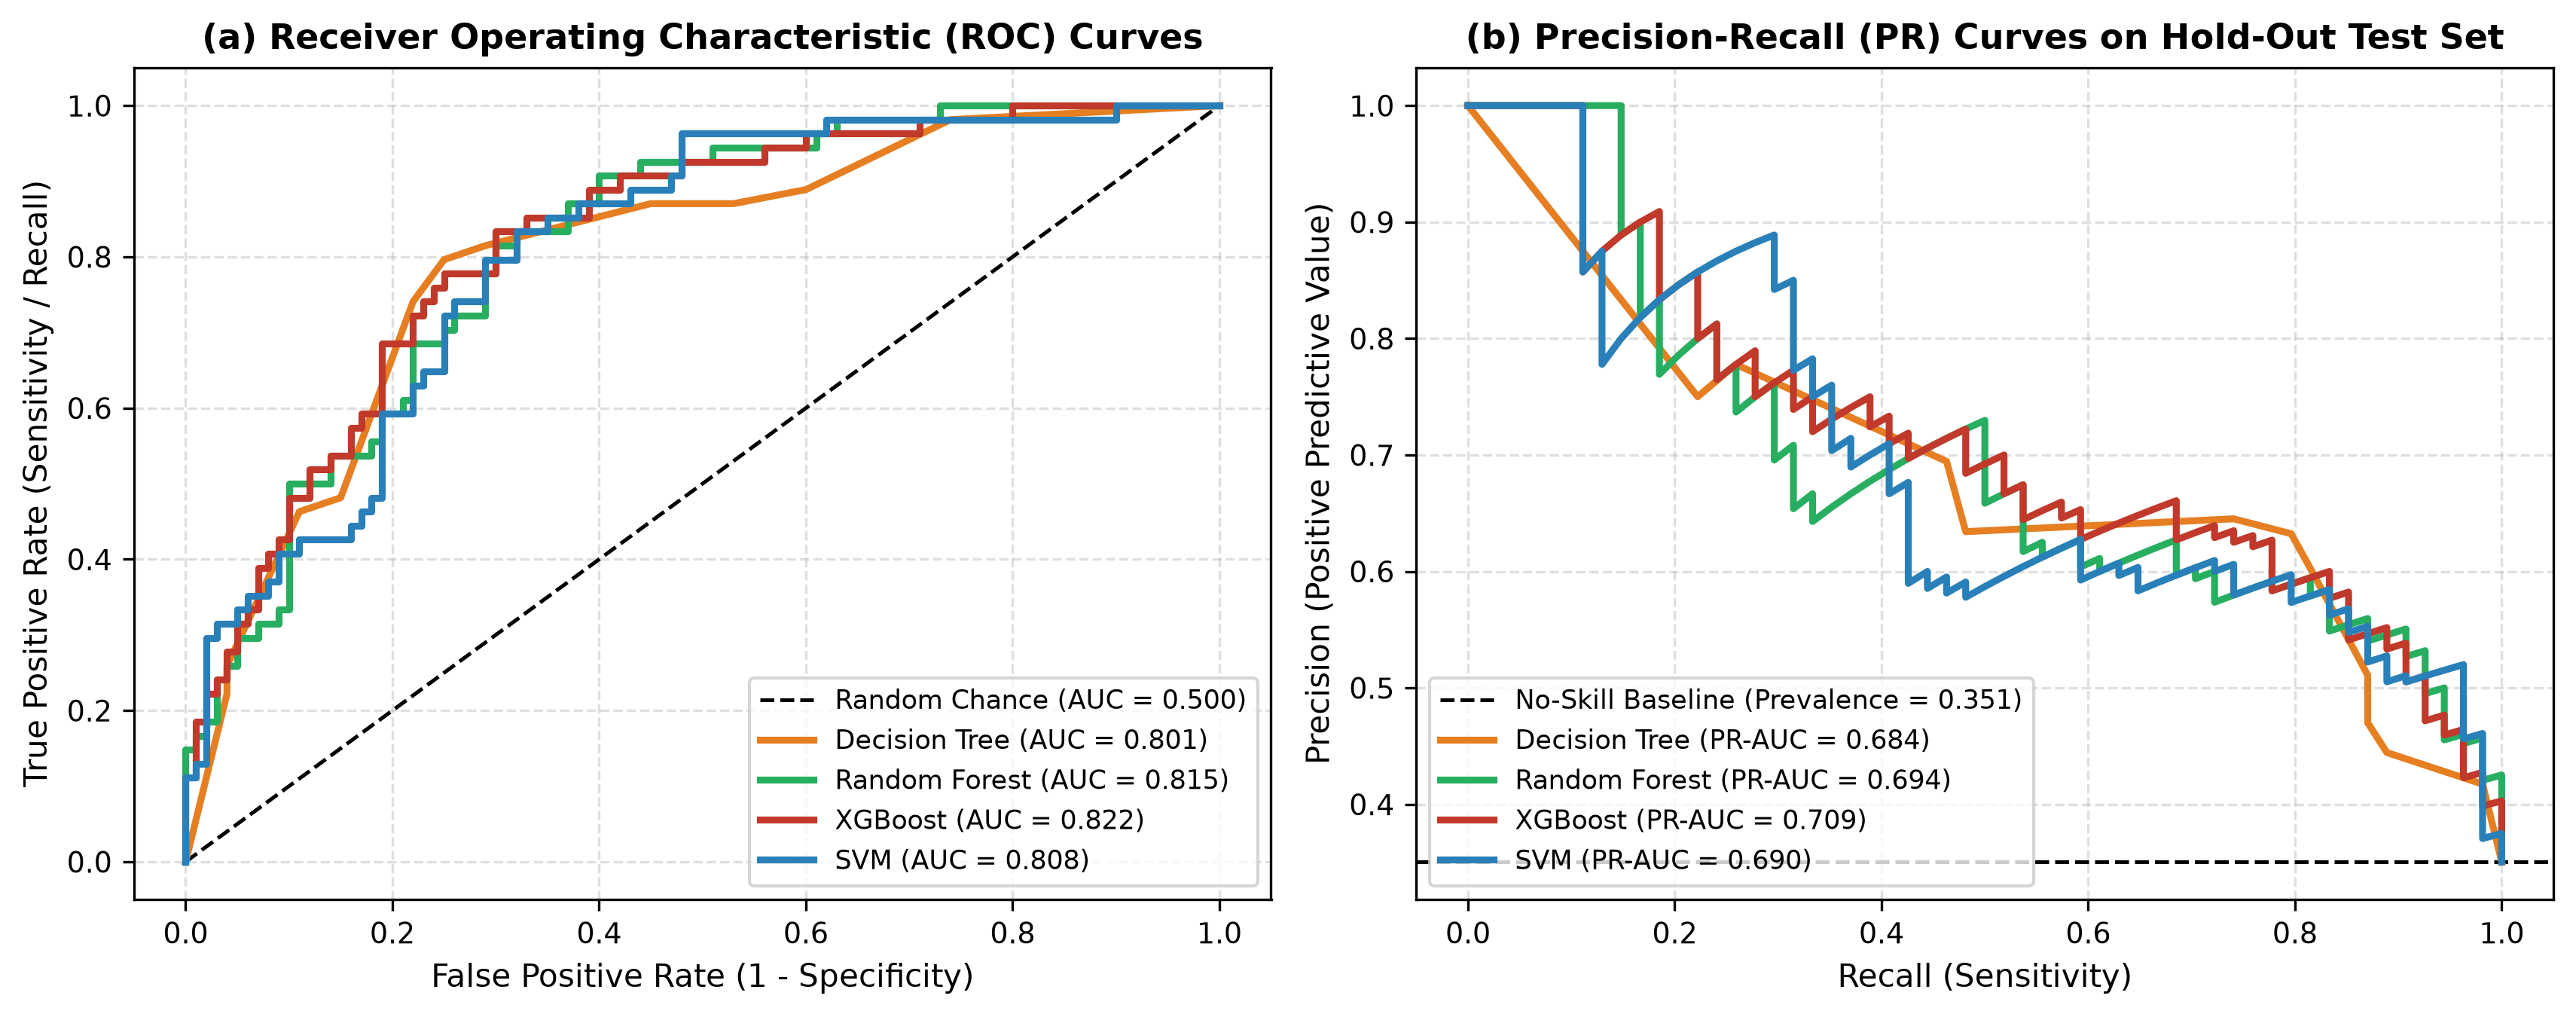 (a) Receiver Operating Characteristic (ROC) Curves
True Positive Rate (Sensitivity / Recall)
1.0
0.8
0.6
0.4
0.2
0.0
Random Chance (AUC = 0.500)
Decision Tree (AUC = 0.801)
Random Forest (AUC = 0.815)
XGBoost (AUC = 0.822)
SVM (AUC = 0.808)
0.0 0.2 0.4 0.6 0.8 1.0
False Positive Rate (1 - Specificity)
(b) Precision-Recall (PR) Curves on Hold-Out Test Set
Precision (Positive Predictive Value)
1.0
0.9
0.8
0.7
0.6
0.5
0.4
No-Skill Baseline (Prevalence = 0.351)
Decision Tree (PR-AUC = 0.684)
Random Forest (PR-AUC = 0.694)
XGBoost (PR-AUC = 0.709)
SVM (PR-AUC = 0.690)
0.0 0.2 0.4 0.6 0.8 1.0
Recall (Sensitivity)